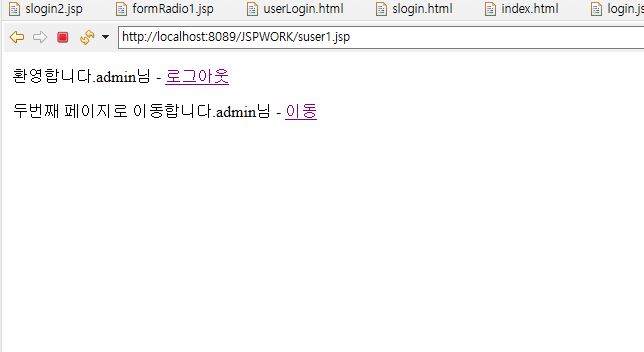 slogin2.jsp formRadio1.jsp userLogin.html slogin.html index.html login.js
http://localhost:8089/JSPWORK/suser1.jsp
환영합니다.admin님 - 로그아웃
두번째 페이지로 이동합니다.admin님 - 이동